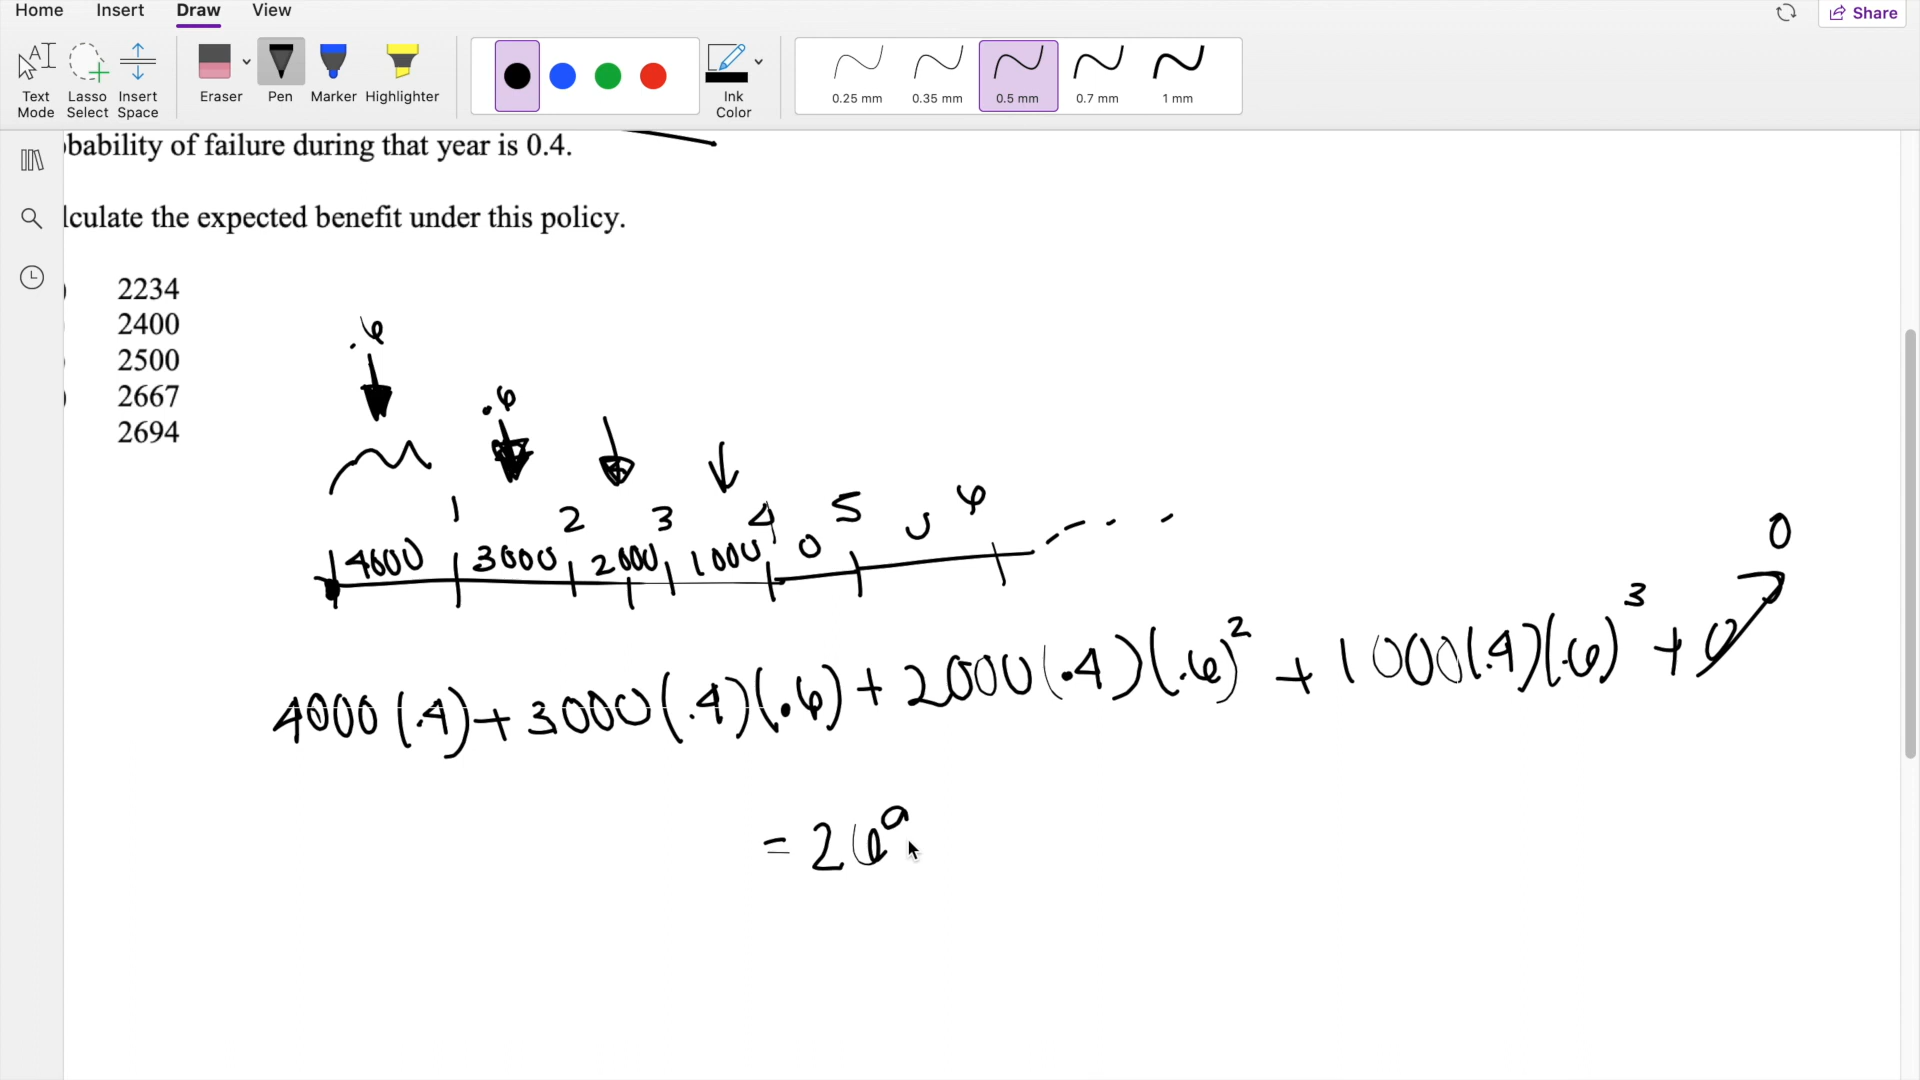 Home Insert Draw View
Share
Text Mode
Lasso Select
Insert Space
Eraser
Pen
Marker
Highlighter
Ink Color
0.25 mm
0.35 mm
0.5 mm
0.7 mm
1 mm
bability of failure during that year is 0.4.
lculate the expected benefit under this policy.
2234
2400
2500
2667
2694
.6
.6
1 2 3 4 5 6
4000 3000 2000 1000 0 0
4000(.4)+3000(.4)(.6)+2000(.4)(.6)²+1000(.4)(.6)³+0
0
= 269